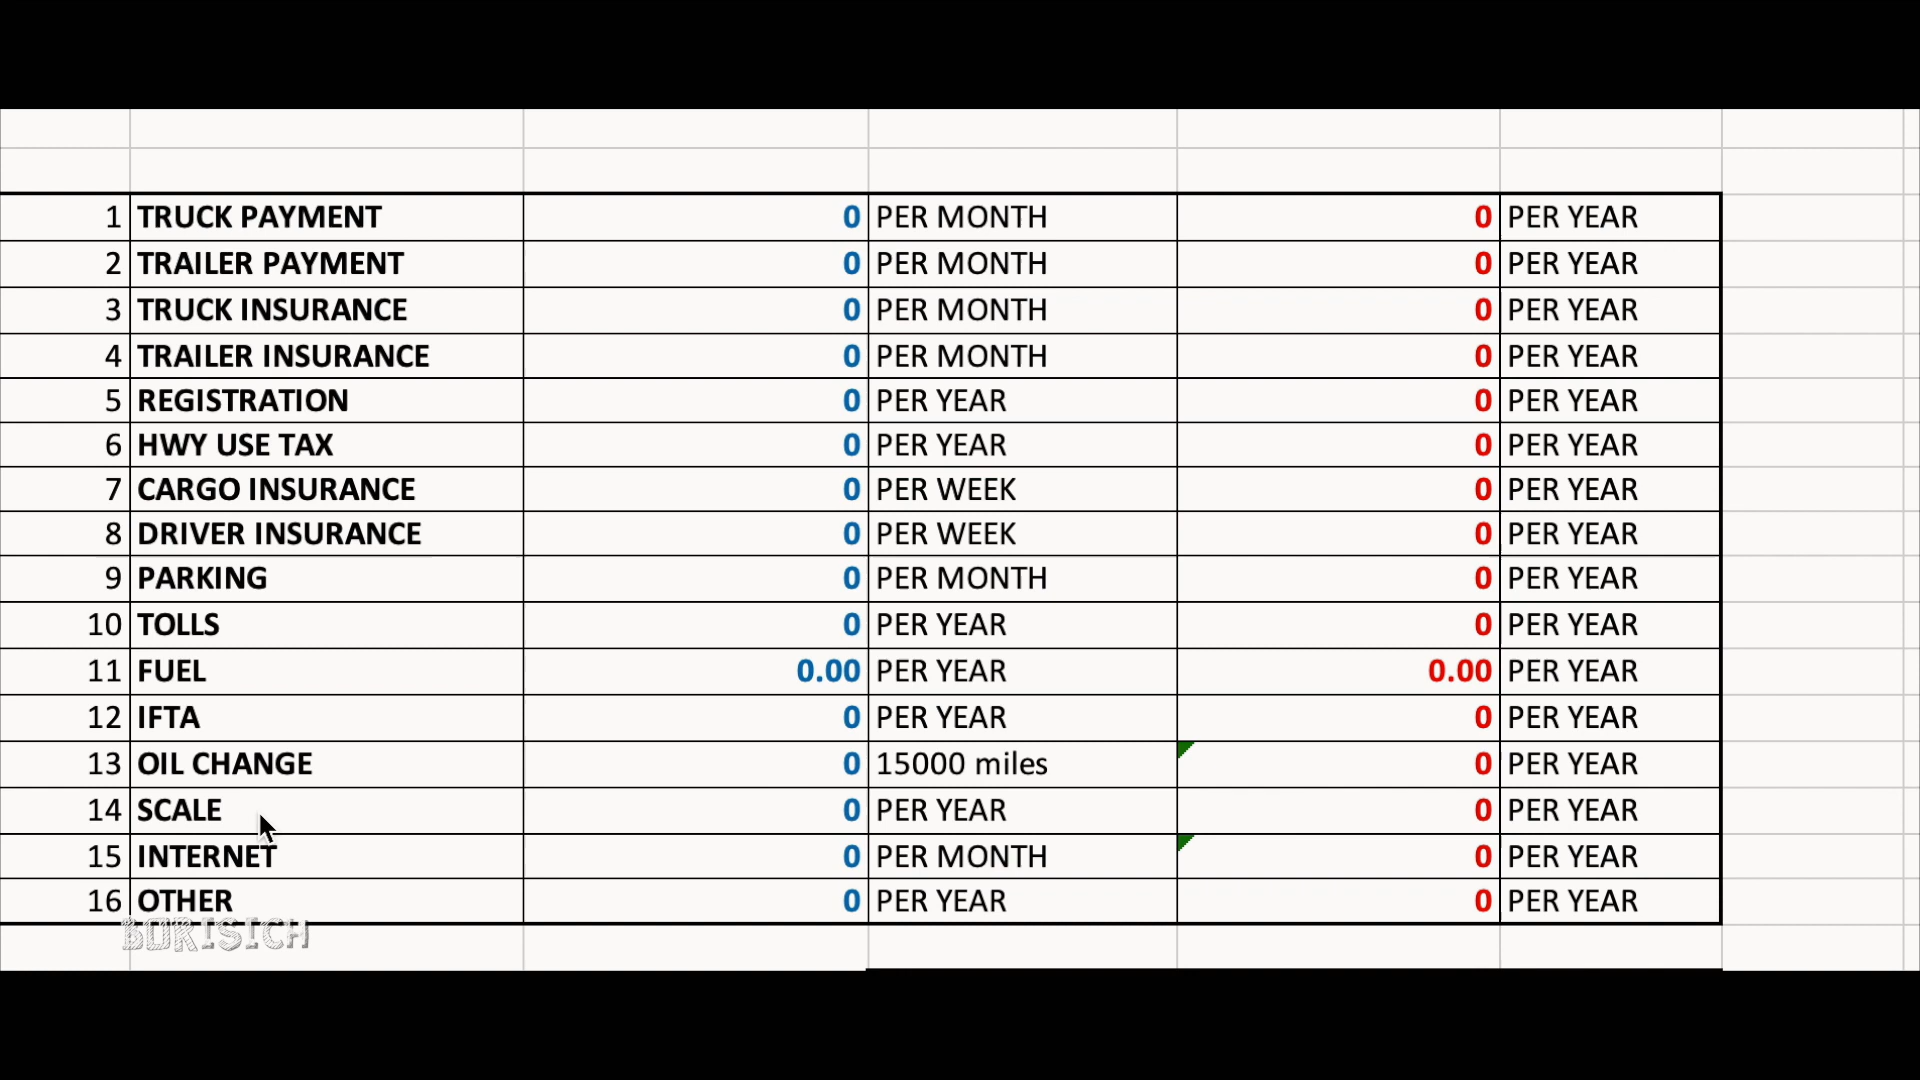 1 TRUCK PAYMENT 0 PER MONTH 0 PER YEAR
2 TRAILER PAYMENT 0 PER MONTH 0 PER YEAR
3 TRUCK INSURANCE 0 PER MONTH 0 PER YEAR
4 TRAILER INSURANCE 0 PER MONTH 0 PER YEAR
5 REGISTRATION 0 PER YEAR 0 PER YEAR
6 HWY USE TAX 0 PER YEAR 0 PER YEAR
7 CARGO INSURANCE 0 PER WEEK 0 PER YEAR
8 DRIVER INSURANCE 0 PER WEEK 0 PER YEAR
9 PARKING 0 PER MONTH 0 PER YEAR
10 TOLLS 0 PER YEAR 0 PER YEAR
11 FUEL 0.00 PER YEAR 0.00 PER YEAR
12 IFTA 0 PER YEAR 0 PER YEAR
13 OIL CHANGE 0 15000 miles 0 PER YEAR
14 SCALE 0 PER YEAR 0 PER YEAR
15 INTERNET 0 PER MONTH 0 PER YEAR
16 OTHER 0 PER YEAR 0 PER YEAR
BORISICH